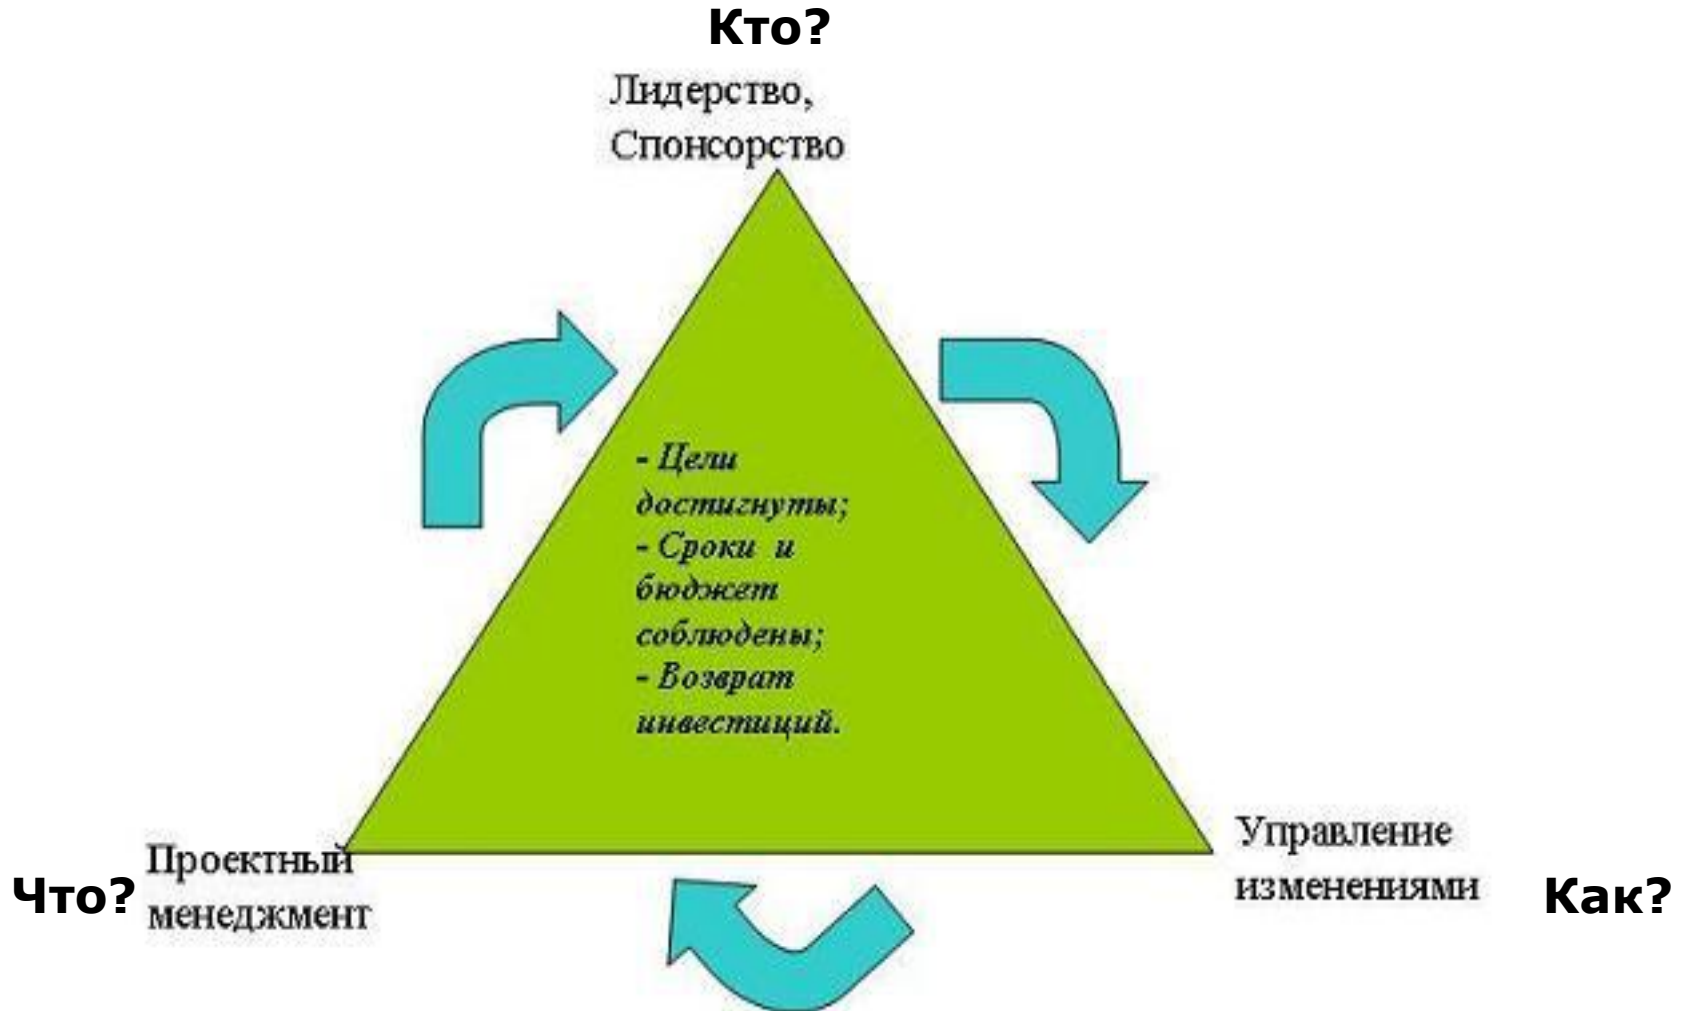 Кто?
Лидерство,
Спонсорство
- Цели
достигнуты;
- Сроки и
бюджет
соблюдены;
- Возврат
инвестиций.
Что?
Проектный
менеджмент
Управление
изменениями
Как?